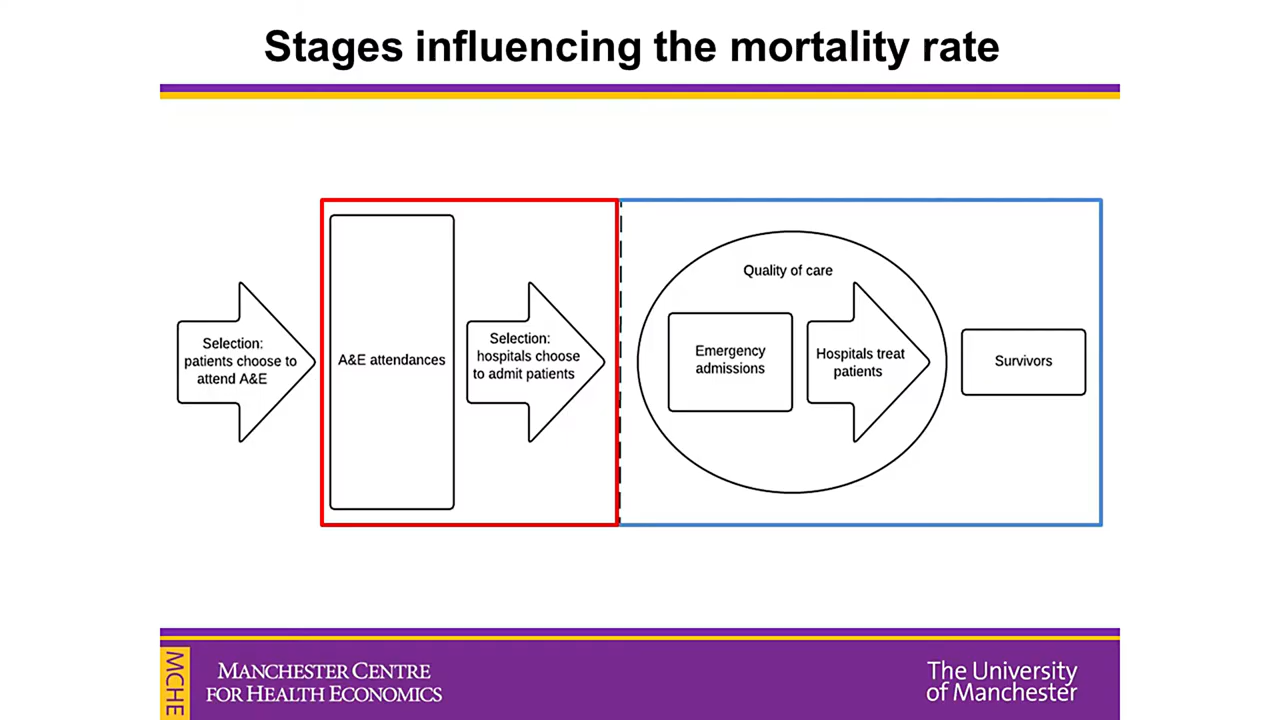 Stages influencing the mortality rate
Selection:
patients choose to
attend A&E
A&E attendances
Selection:
hospitals choose
to admit patients
Quality of care
Emergency
admissions
Hospitals treat
patients
Survivors
MCHE
MANCHESTER CENTRE
FOR HEALTH ECONOMICS
The University
of Manchester